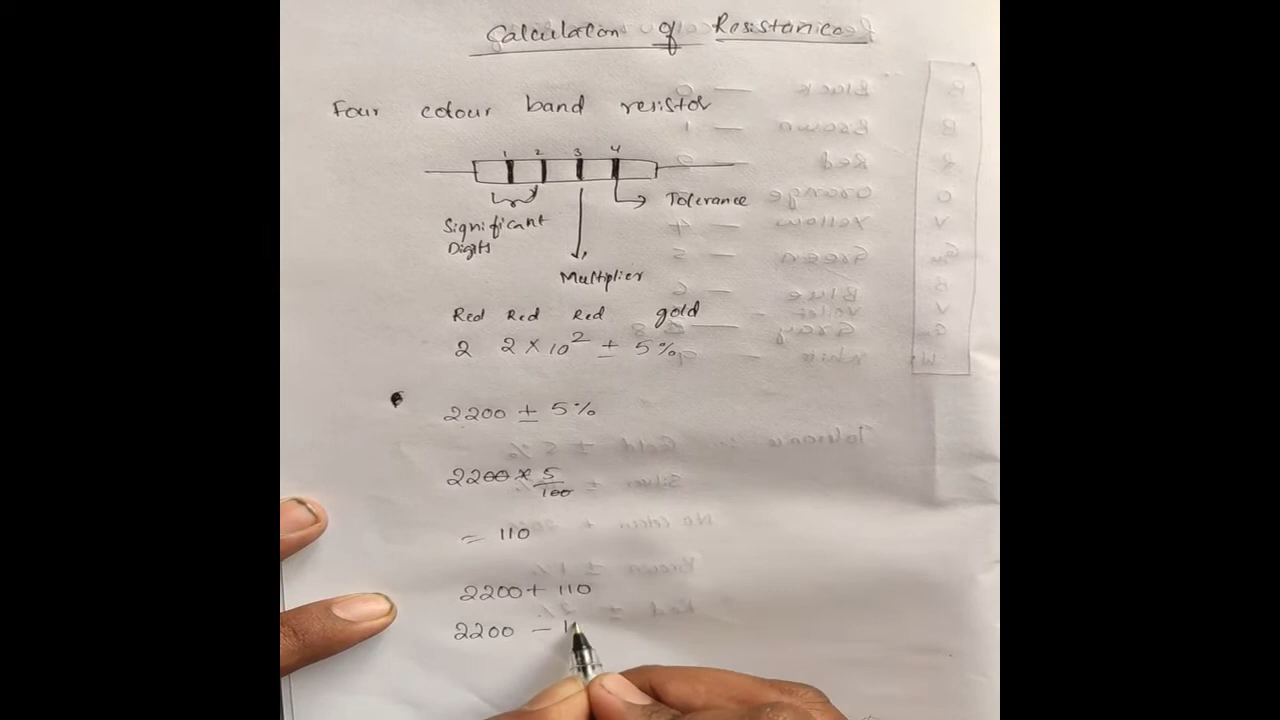 Calculation of Resistance
Four colour band resistor
1 2 3 4
Tolerance
Significant
Digits
Multiplier
Red Red Red gold
2 2 × 10² ± 5%
2200 ± 5%
2200 × 5/100
= 110
2200 + 110
2200 - 1